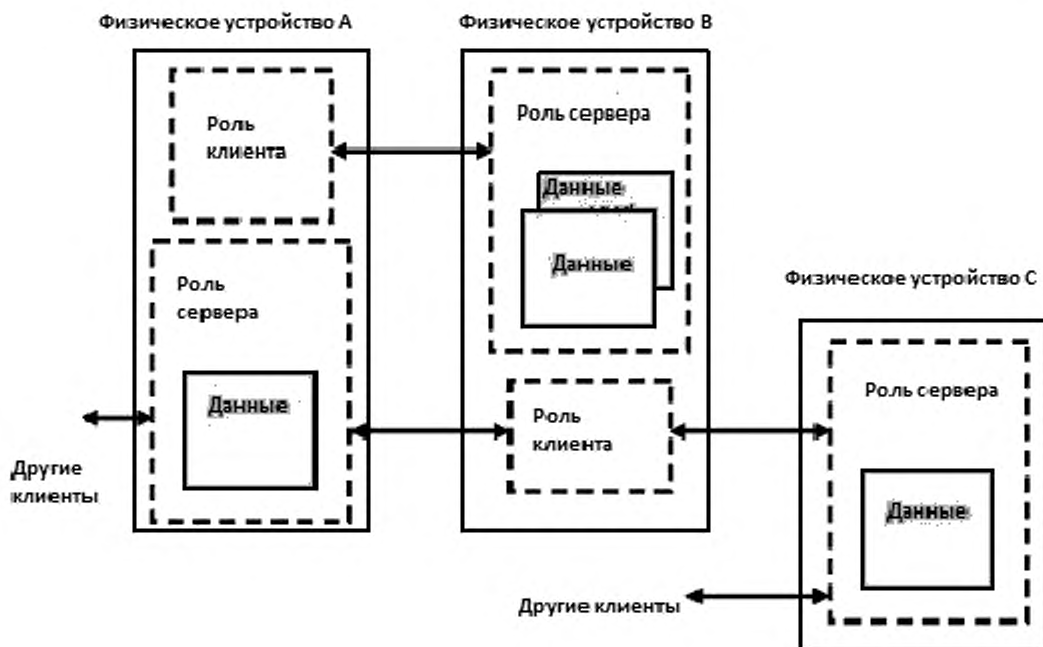 Физическое устройство A
Физическое устройство B
Роль
клиента
Роль сервера
Данные
Данные
Роль
сервера
Данные
Другие
клиенты
Роль
клиента
Физическое устройство C
Роль сервера
Данные
Другие клиенты